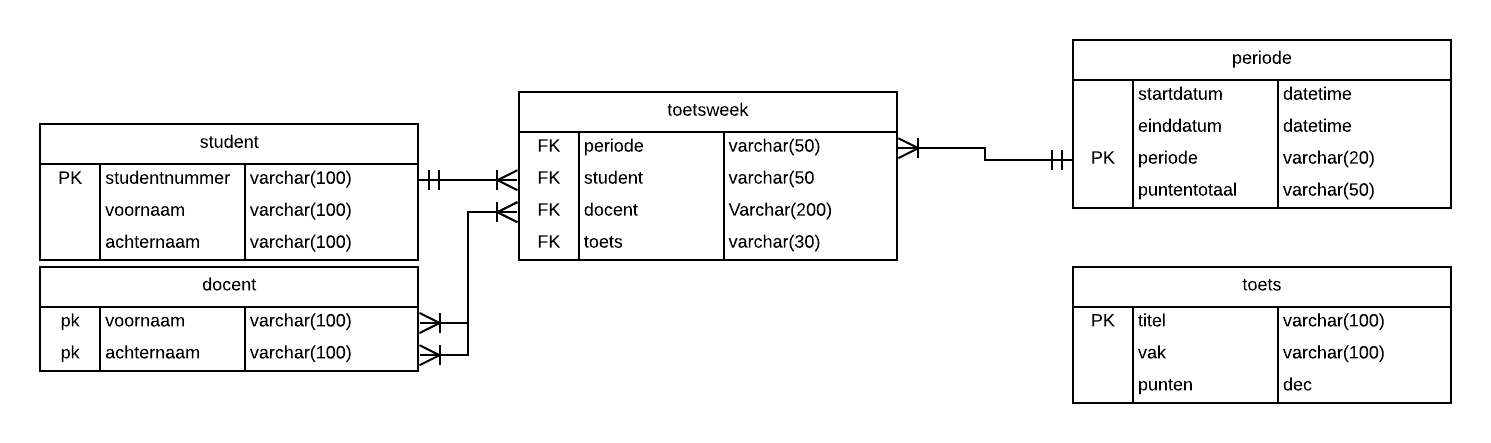 student
PK studentnummer varchar(100)
voornaam varchar(100)
achternaam varchar(100)
docent
pk voornaam varchar(100)
pk achternaam varchar(100)
toetsweek
FK periode varchar(50)
FK student varchar(50
FK docent Varchar(200)
FK toets varchar(30)
periode
startdatum datetime
einddatum datetime
PK periode varchar(20)
puntentotaal varchar(50)
toets
PK titel varchar(100)
vak varchar(100)
punten dec